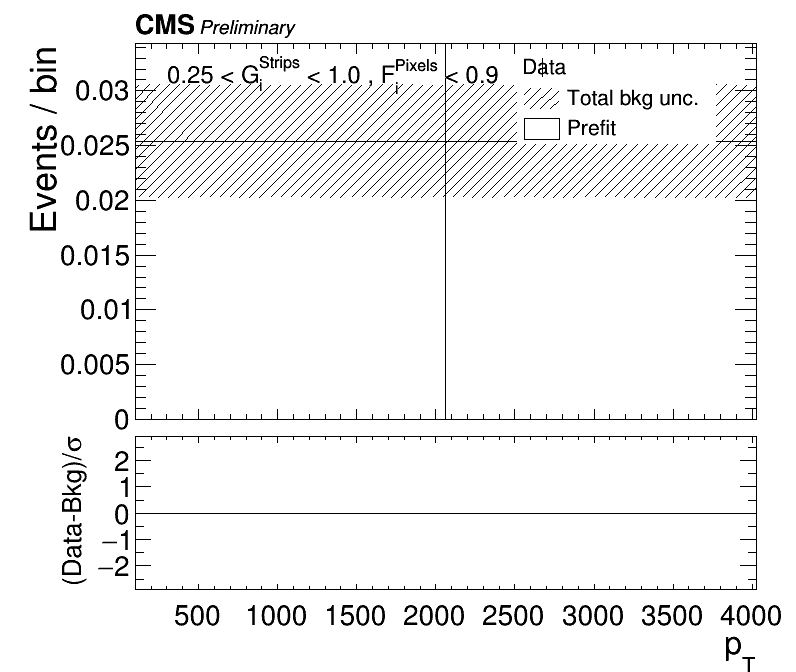 CMS Preliminary
0.25 < G_i^Strips < 1.0 , F_i^Pixels < 0.9
Data
Total bkg unc.
Prefit
Events / bin
0.03
0.025
0.02
0.015
0.01
0.005
0
(Data-Bkg)/σ
2
1
0
−1
−2
500 1000 1500 2000 2500 3000 3500 4000
p_T